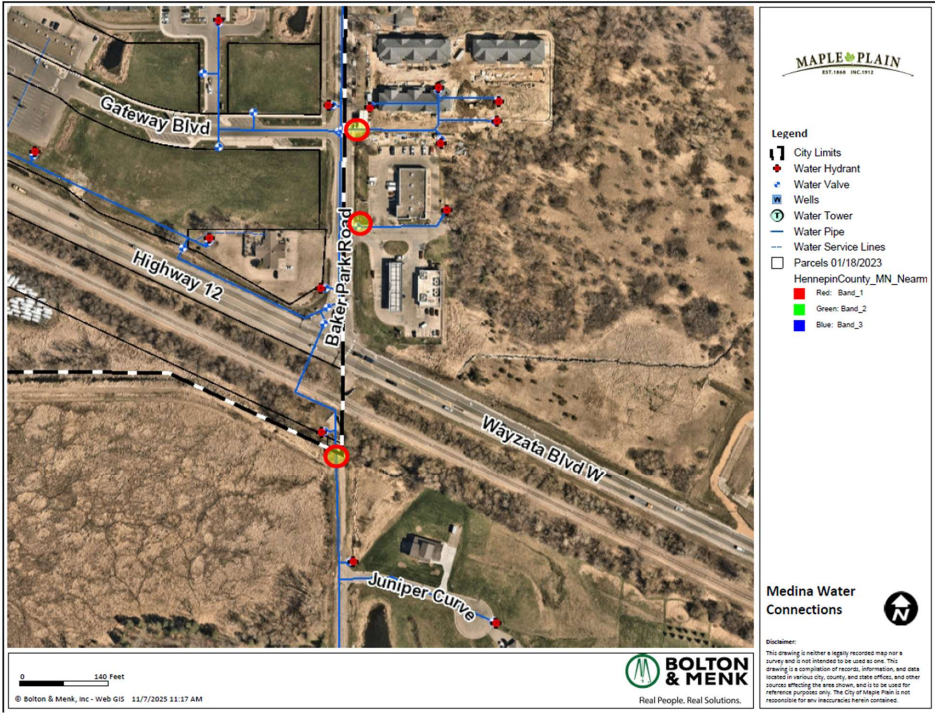 Gateway Blvd
Highway 12
Baker Park Road
Wayzata Blvd W
Juniper Curve
MAPLE PLAIN
EST.1868 INC.1912
Legend
City Limits
Water Hydrant
Water Valve
W Wells
T Water Tower
Water Pipe
Water Service Lines
Parcels 01/18/2023
HennepinCounty_MN_Nearm
Red: Band_1
Green: Band_2
Blue: Band_3
Medina Water
Connections
N
Disclaimer:
This drawing is neither a legally recorded map nor a
survey and is not intended to be used as one. This
drawing is a compilation of records, information, and data
located in various city, county, and state offices, and other
sources affecting the area shown, and is to be used for
reference purposes only. The City of Maple Plain is not
responsible for any inaccuracies herein contained.
0 140 Feet
© Bolton & Menk, Inc - Web GIS 11/7/2025 11:17 AM
BOLTON
& MENK
Real People. Real Solutions.